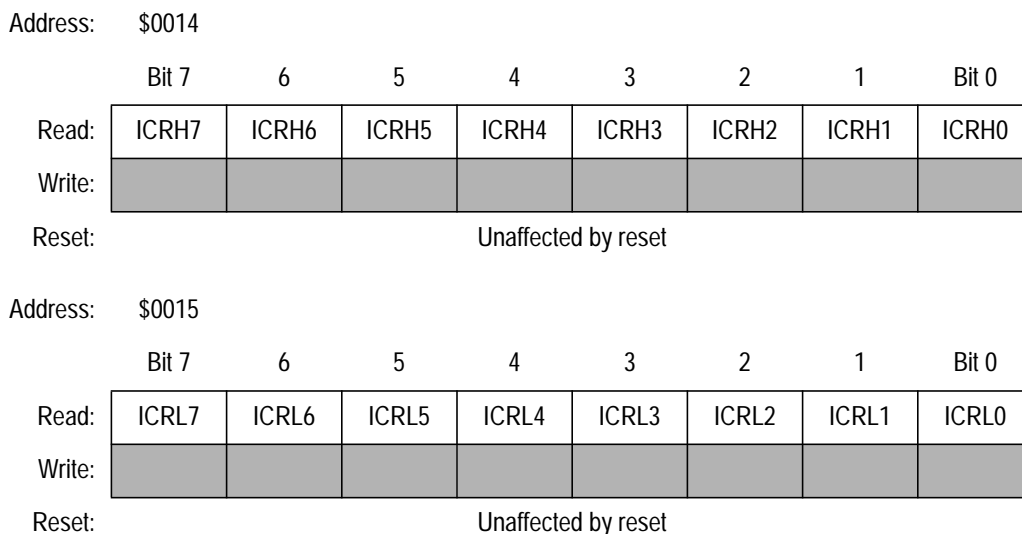 Address: $0014
Bit 7 6 5 4 3 2 1 Bit 0
Read: ICRH7 ICRH6 ICRH5 ICRH4 ICRH3 ICRH2 ICRH1 ICRH0
Write:
Reset: Unaffected by reset
Address: $0015
Bit 7 6 5 4 3 2 1 Bit 0
Read: ICRL7 ICRL6 ICRL5 ICRL4 ICRL3 ICRL2 ICRL1 ICRL0
Write:
Reset: Unaffected by reset